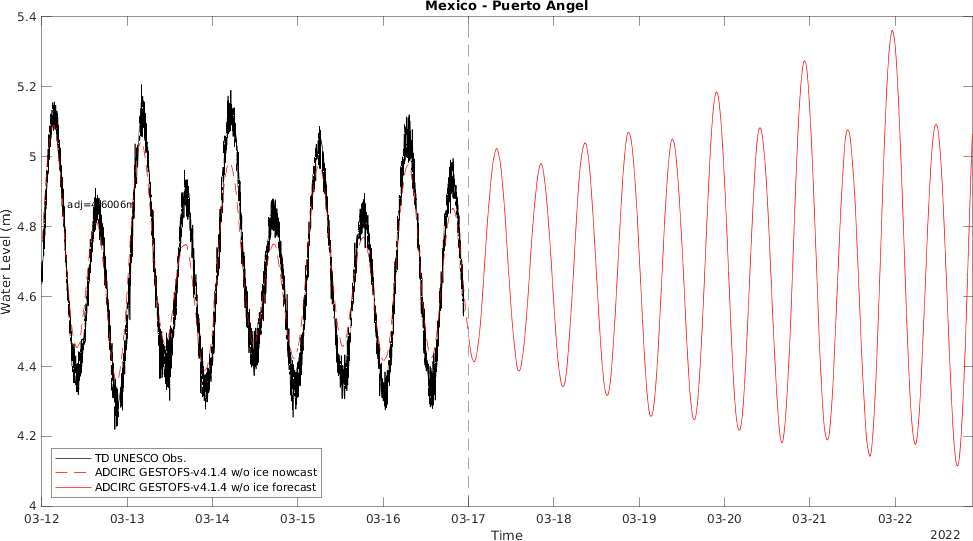 Mexico - Puerto Angel
Water Level (m)
5.4
5.2
5
4.8
4.6
4.4
4.2
4
adj=4.6006m
TD UNESCO Obs.
ADCIRC GESTOFS-v4.1.4 w/o ice nowcast
ADCIRC GESTOFS-v4.1.4 w/o ice forecast
03-12 03-13 03-14 03-15 03-16 03-17 03-18 03-19 03-20 03-21 03-22
Time
2022